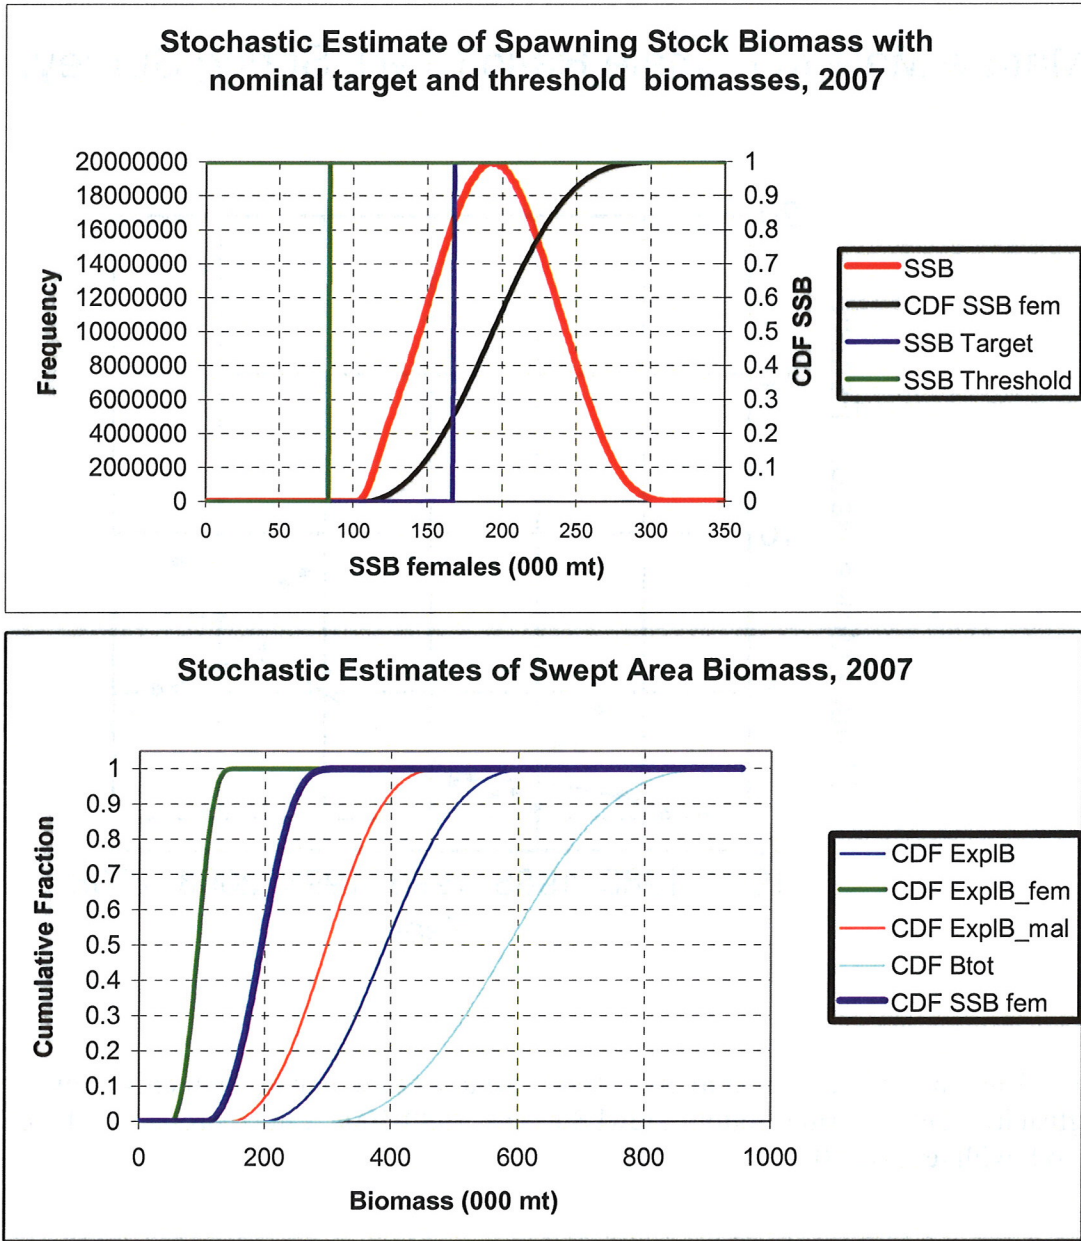 Stochastic Estimate of Spawning Stock Biomass with
nominal target and threshold biomasses, 2007
20000000
18000000
16000000
14000000
12000000
10000000
8000000
6000000
4000000
2000000
0
Frequency
1
0.9
0.8
0.7
0.6
0.5
0.4
0.3
0.2
0.1
0
CDF SSB
0 50 100 150 200 250 300 350
SSB females (000 mt)
SSB
CDF SSB fem
SSB Target
SSB Threshold
Stochastic Estimates of Swept Area Biomass, 2007
1
0.9
0.8
0.7
0.6
0.5
0.4
0.3
0.2
0.1
0
Cumulative Fraction
0 200 400 600 800 1000
Biomass (000 mt)
CDF ExplB
CDF ExplB_fem
CDF ExplB_mal
CDF Btot
CDF SSB fem